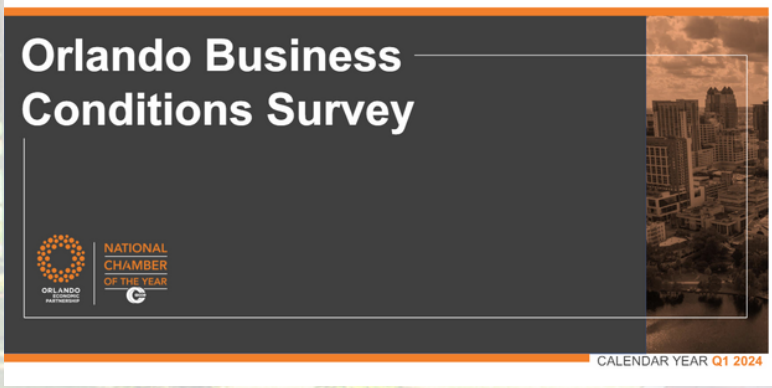 Orlando Business
Conditions Survey
NATIONAL
CHAMBER
OF THE YEAR
ORLANDO
ECONOMIC
PARTNERSHIP
CALENDAR YEAR Q1 2024